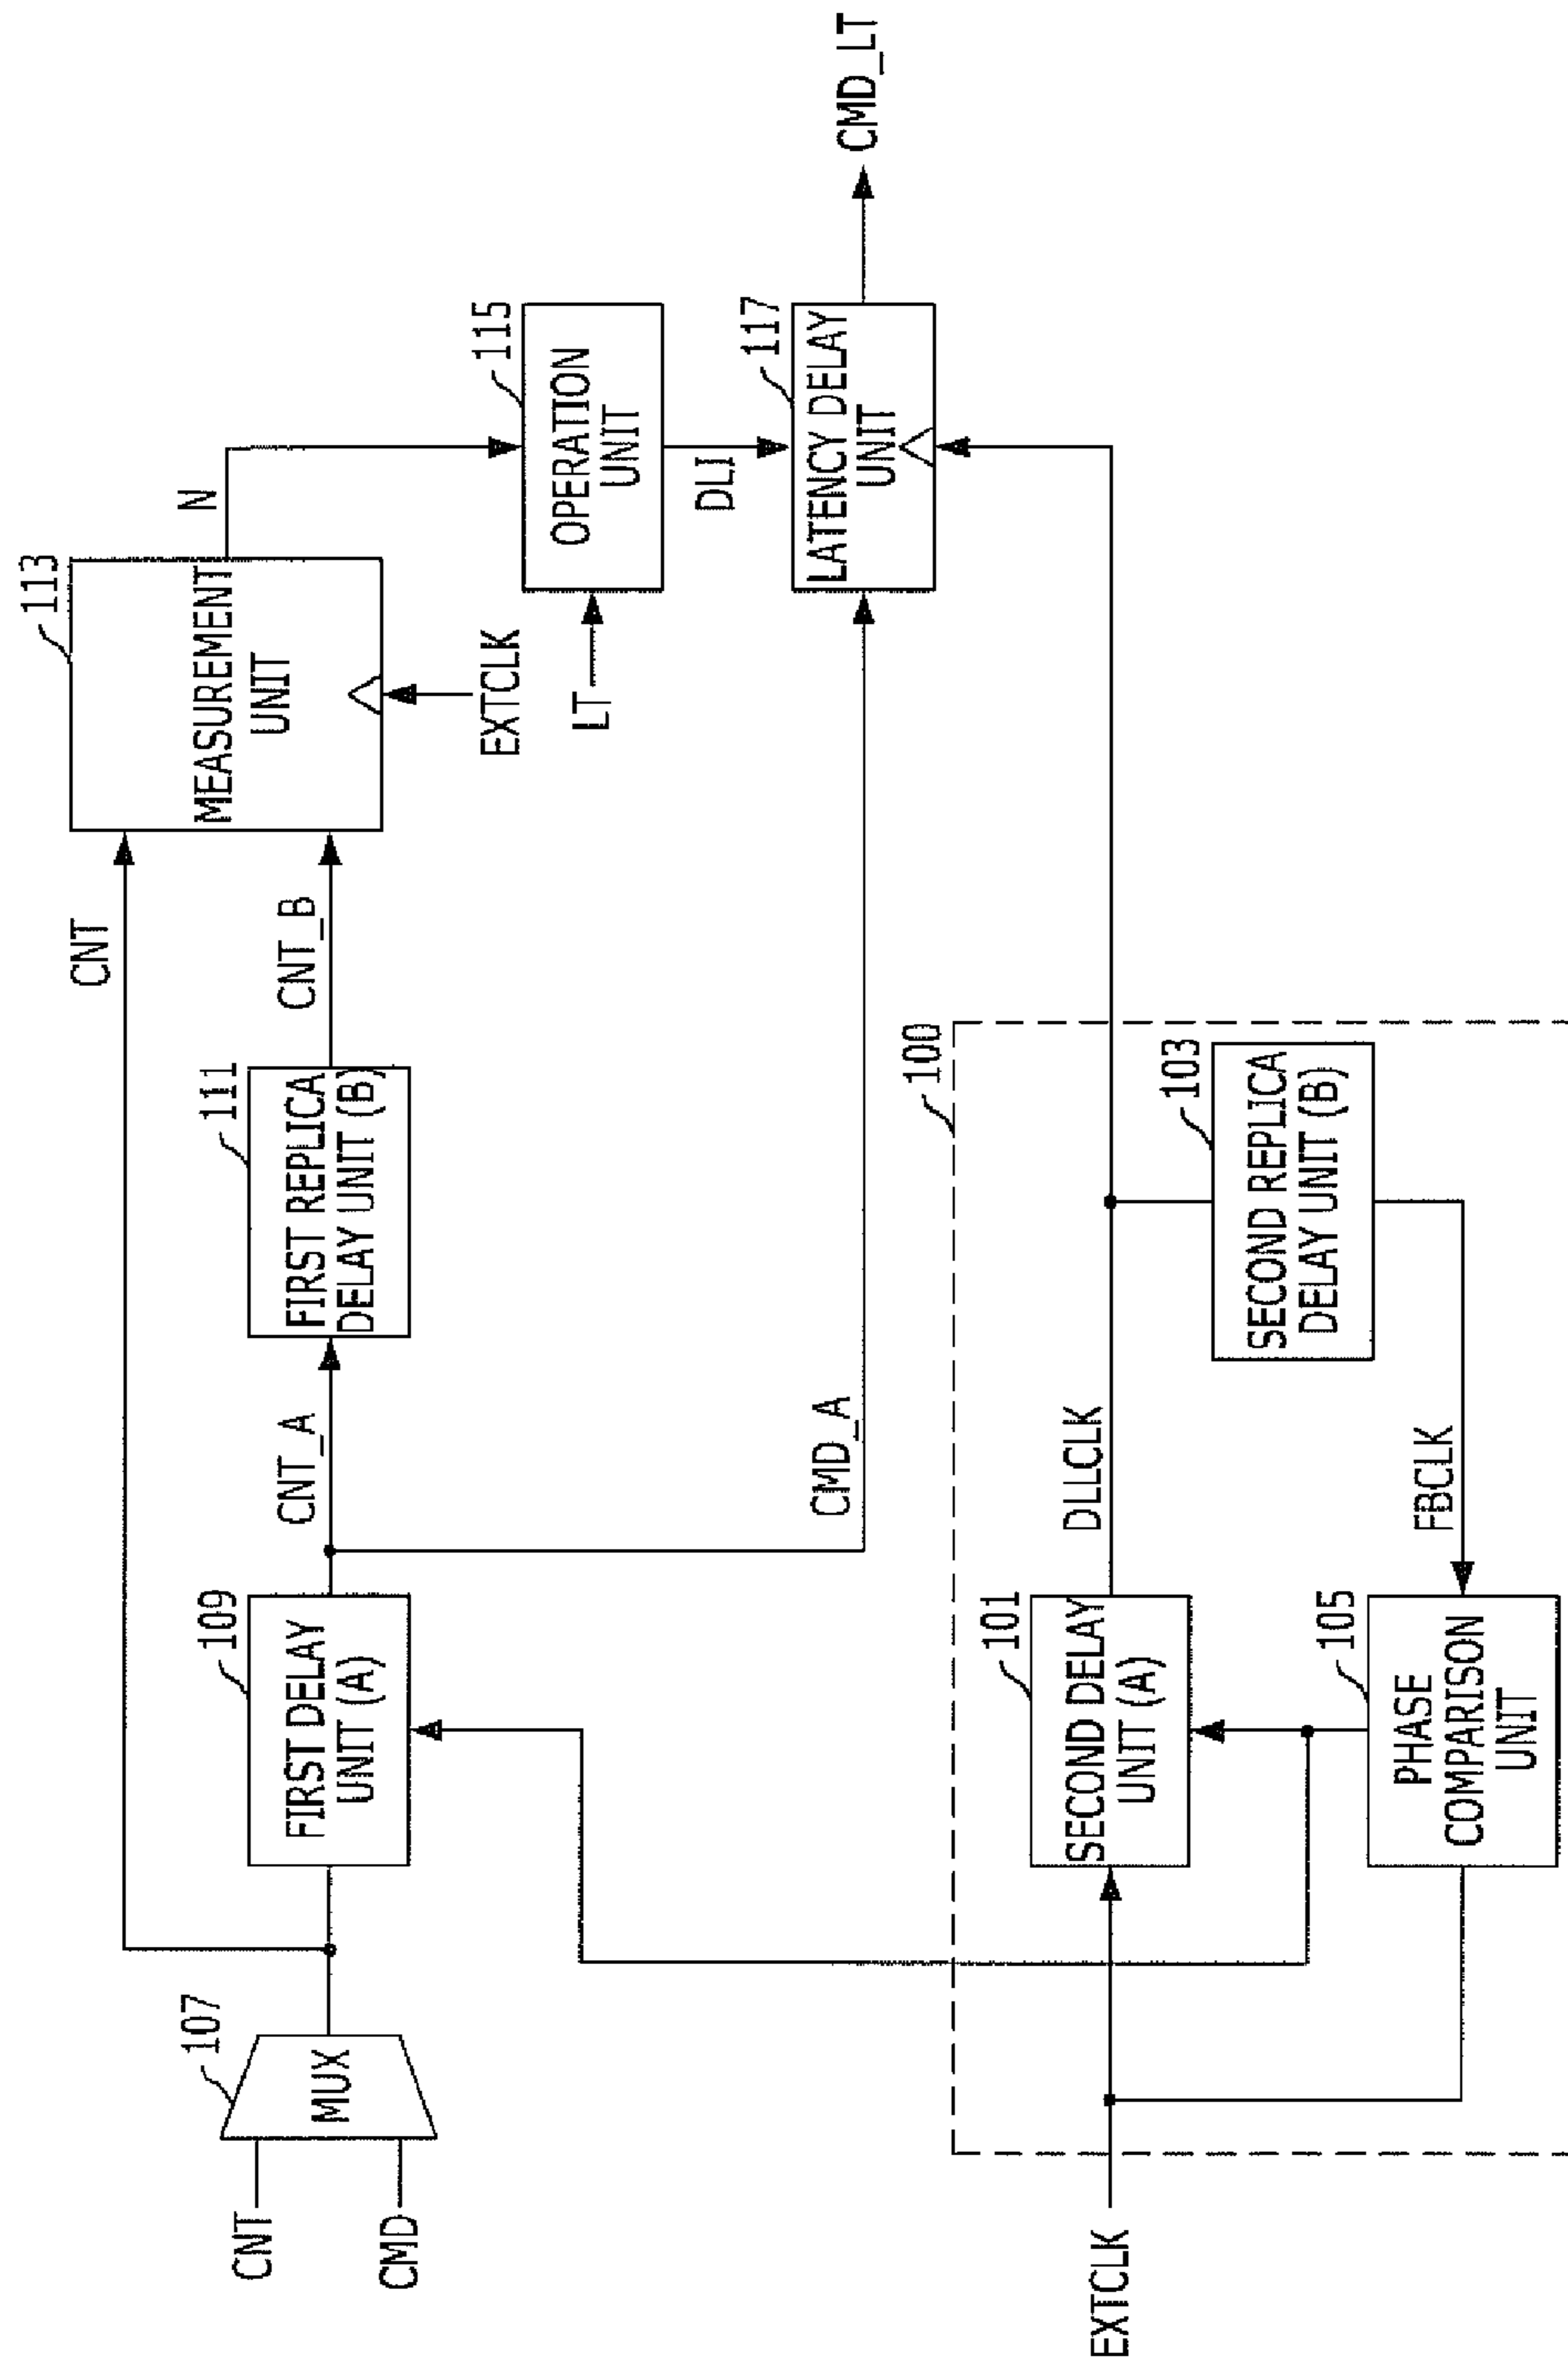 CNT
CMD
107
MUX
109
FIRST DELAY
UNIT (A)
CNT_A
111
FIRST REPLICA
DELAY UNIT (B)
CNT_B
CNT
113
MEASUREMENT
UNIT
EXTCLK
N
115
OPERATION
UNIT
LT
DLI
117
LATENCY DELAY
UNIT
CMD_A
CMD_LT
100
EXTCLK
101
SECOND DELAY
UNIT (A)
DLLCLK
103
SECOND REPLICA
DELAY UNIT (B)
FBCLK
105
PHASE
COMPARISON
UNIT